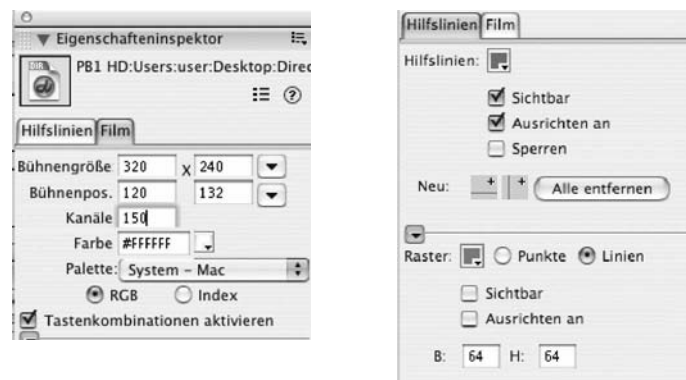 Eigenschafteninspektor
DIR
PB1 HD:Users:user:Desktop:Direc
Hilfslinien Film
Bühnengröße 320 x 240
Bühnenpos. 120 132
Kanäle 150
Farbe #FFFFFF
Palette: System – Mac
RGB Index
Tastenkombinationen aktivieren
Hilfslinien Film
Hilfslinien:
Sichtbar
Ausrichten an
Sperren
Neu: Alle entfernen
Raster: Punkte Linien
Sichtbar
Ausrichten an
B: 64 H: 64